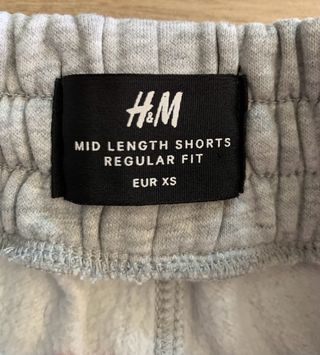 H&M
MID LENGTH SHORTS
REGULAR FIT
EUR XS